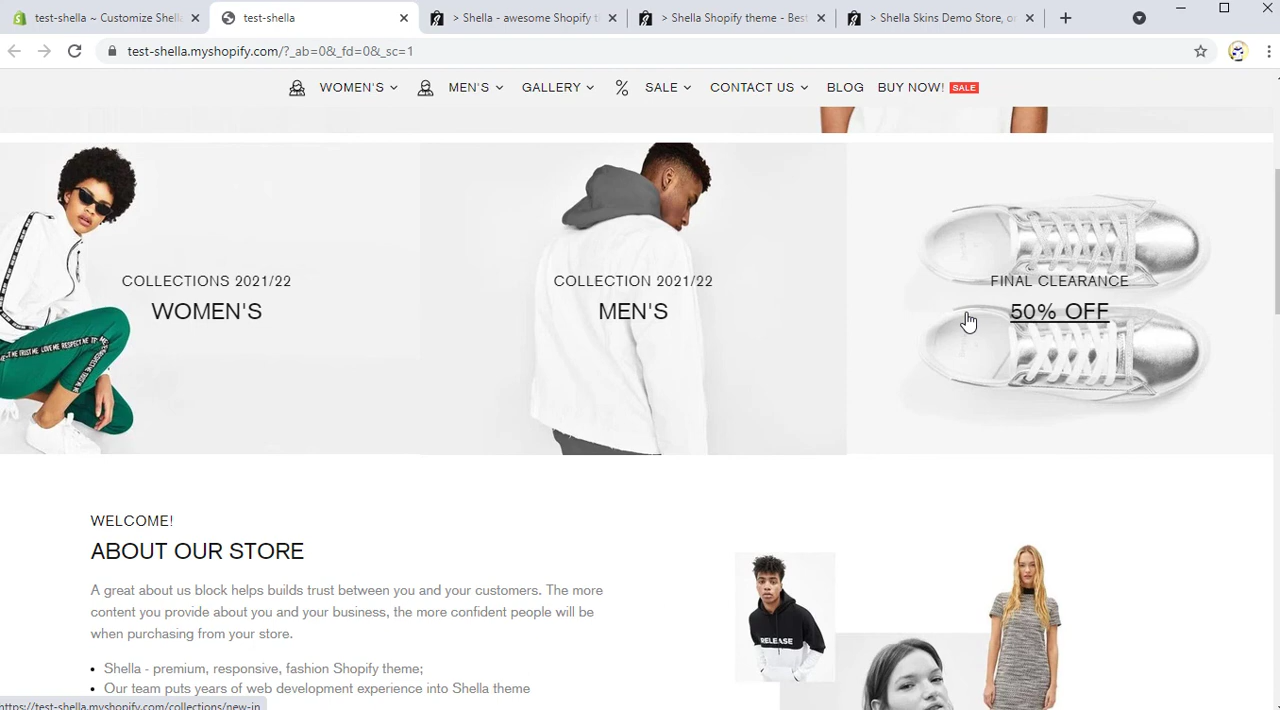 test-shella ~ Customize Shell
test-shella
> Shella - awesome Shopify t
> Shella Shopify theme - Best
> Shella Skins Demo Store, o
test-shella.myshopify.com/?_ab=0&_fd=0&_sc=1
WOMEN'S
MEN'S
GALLERY
SALE
CONTACT US
BLOG
BUY NOW! SALE
COLLECTIONS 2021/22
WOMEN'S
COLLECTION 2021/22
MEN'S
FINAL CLEARANCE
50% OFF
WELCOME!
ABOUT OUR STORE
A great about us block helps builds trust between you and your customers. The more
content you provide about you and your business, the more confident people will be
when purchasing from your store.
• Shella - premium, responsive, fashion Shopify theme;
• Our team puts years of web development experience into Shella theme
RELEASE
LOVE ME RESPECT ME
https://test-shella.myshopify.com/collections/new-in